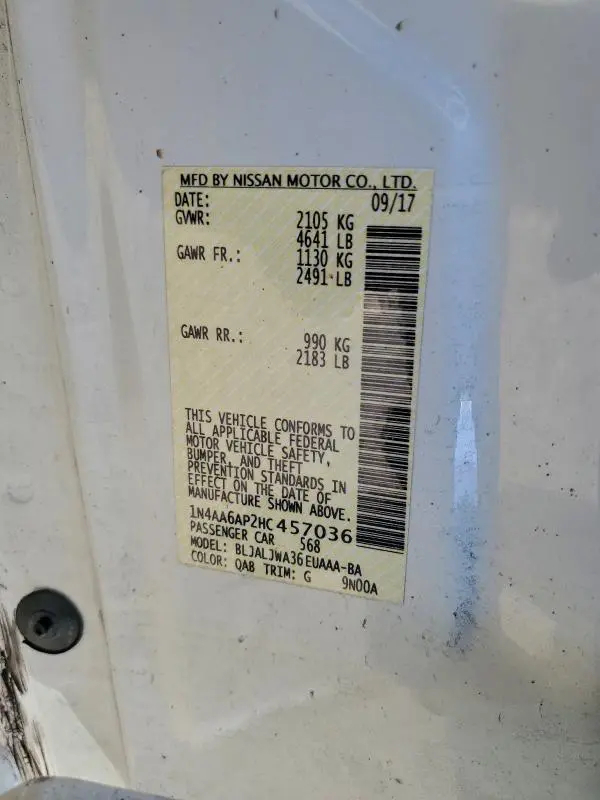 MFD BY NISSAN MOTOR CO., LTD.
DATE: 09/17
GVWR: 2105 KG
4641 LB
GAWR FR.: 1130 KG
2491 LB
GAWR RR.: 990 KG
2183 LB
THIS VEHICLE CONFORMS TO
ALL APPLICABLE FEDERAL
MOTOR VEHICLE SAFETY,
BUMPER, AND THEFT
PREVENTION STANDARDS IN
EFFECT ON THE DATE OF
MANUFACTURE SHOWN ABOVE.
1N4AA6AP2HC457036
PASSENGER CAR 568
MODEL: BLJALJWA36EUAAA-BA
COLOR: QAB TRIM: G 9N00A